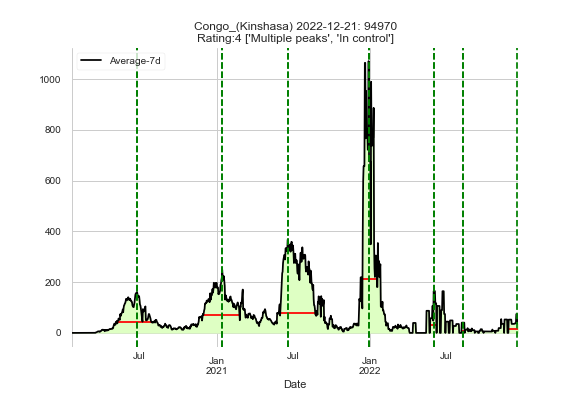 Congo_(Kinshasa) 2022-12-21: 94970
Rating:4 ['Multiple peaks', 'In control']
Average-7d
1000
800
600
400
200
0
Jul
Jan
2021
Jul
Jan
2022
Jul
Date